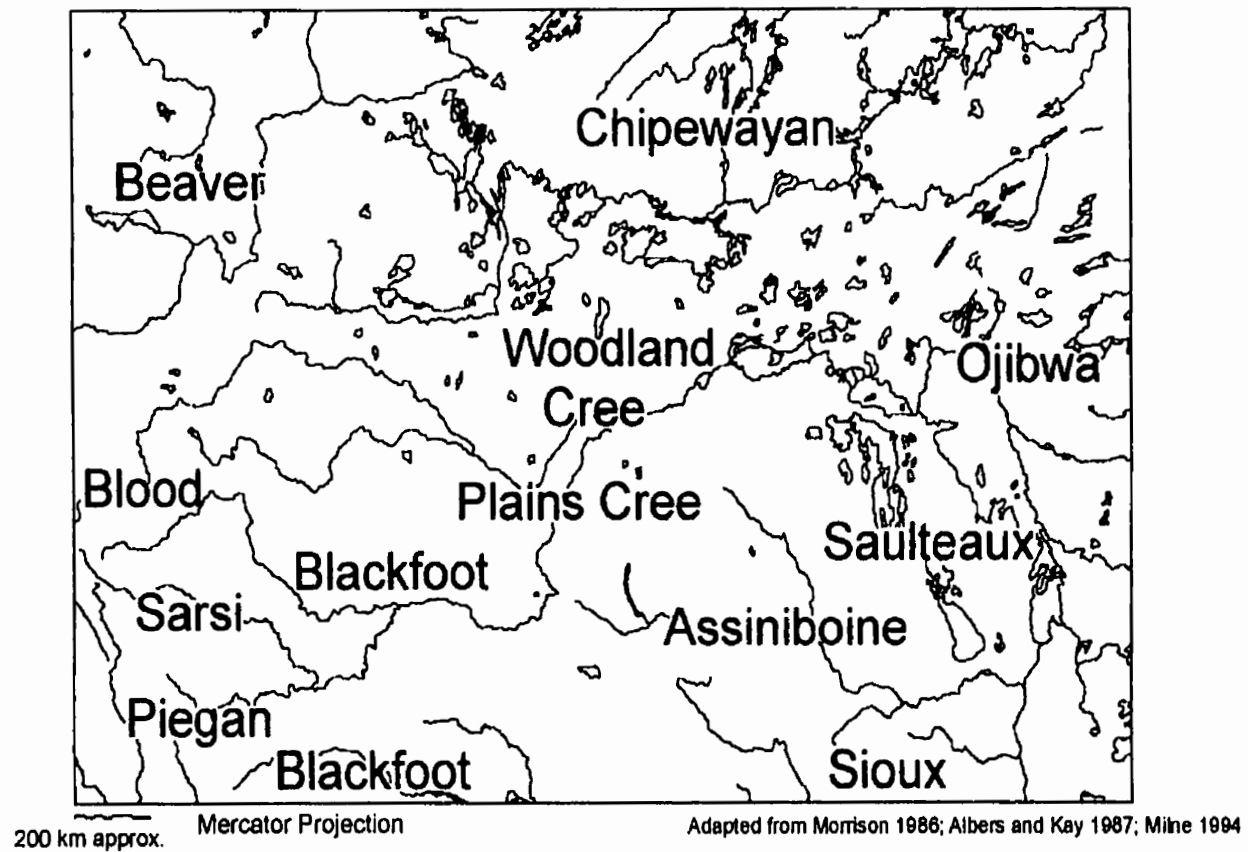 Chipewayan
Beaver
Woodland
Cree
Ojibwa
Blood
Plains Cree
Saulteaux
Blackfoot
Sarsi
Assiniboine
Piegan
Blackfoot
Sioux
200 km approx.
Mercator Projection
Adapted from Morrison 1986; Albers and Kay 1987; Milne 1994